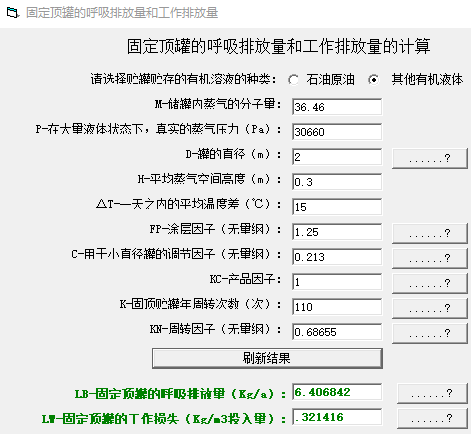 固定顶罐的呼吸排放量和工作排放量
固定顶罐的呼吸排放量和工作排放量的计算
请选择贮罐贮存的有机溶液的种类: 石油原油 其他有机液体
M-储罐内蒸气的分子量: 36.46
P-在大量液体状态下,真实的蒸气压力(Pa): 30660
D-罐的直径(m): 2 ......?
H-平均蒸气空间高度(m): 0.3
△T-一天之内的平均温度差(℃): 15
FP-涂层因子(无量纲): 1.25 ......?
C-用于小直径罐的调节因子(无量纲): 0.213 ......?
KC-产品因子: 1 ......?
K-固顶贮罐年周转次数(次): 110 ......?
KN-周转因子(无量纲): 0.68655 ......?
刷新结果
LB-固定顶罐的呼吸排放量(Kg/a): 6.406842 ......?
LW-固定顶罐的工作损失(Kg/m3投入量): .321416 ......?